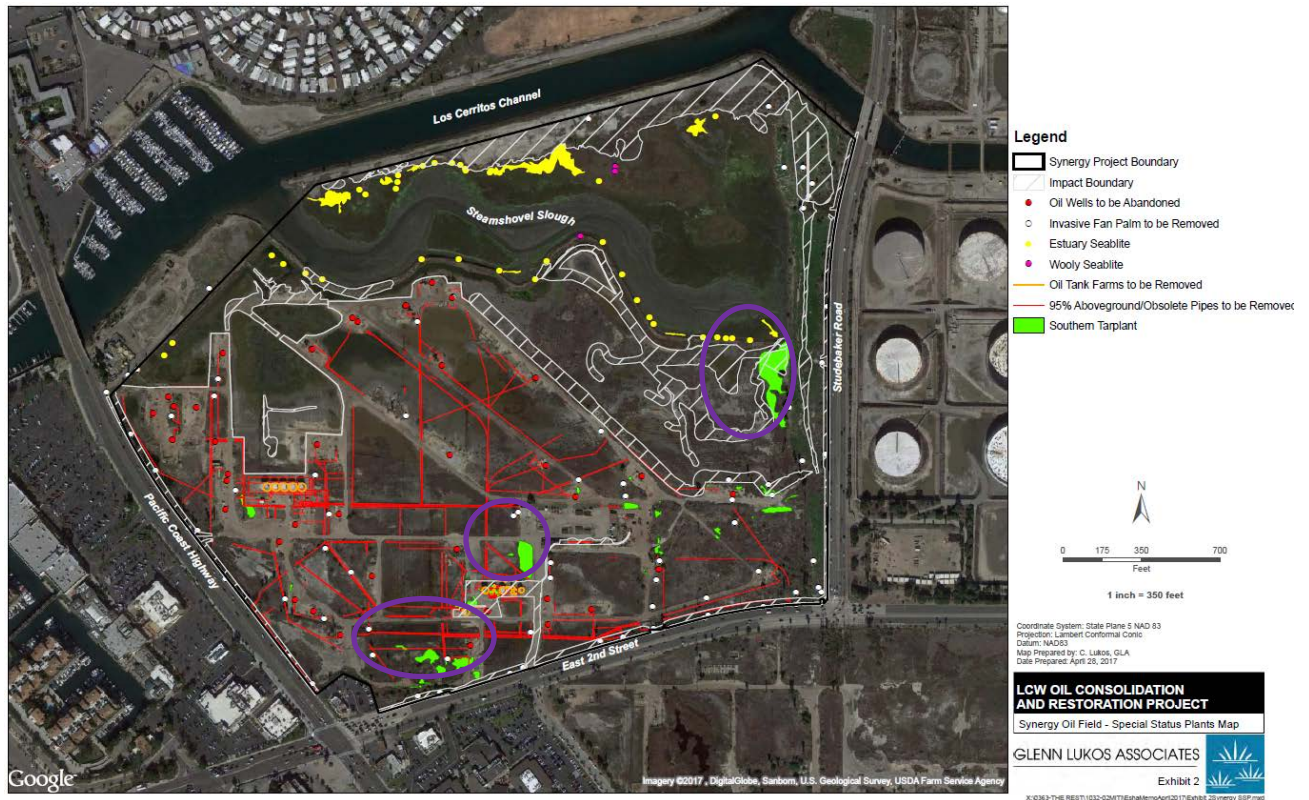 Los Cerritos Channel
Steamshovel Slough
Studebaker Road
Pacific Coast Highway
East 2nd Street
Google
Imagery ©2017 , DigitalGlobe, Sanborn, U.S. Geological Survey, USDA Farm Service Agency
Legend
Synergy Project Boundary
Impact Boundary
Oil Wells to be Abandoned
Invasive Fan Palm to be Removed
Estuary Seablite
Wooly Seablite
Oil Tank Farms to be Removed
95% Aboveground/Obsolete Pipes to be Removed
Southern Tarplant
N
0 175 350 700
Feet
1 inch = 350 feet
Coordinate System: State Plane 5 NAD 83
Projection: Lambert Conformal Conic
Datum: NAD83
Map Prepared by: C. Lukos, GLA
Date Prepared: April 28, 2017
LCW OIL CONSOLIDATION
AND RESTORATION PROJECT
Synergy Oil Field - Special Status Plants Map
GLENN LUKOS ASSOCIATES
Exhibit 2